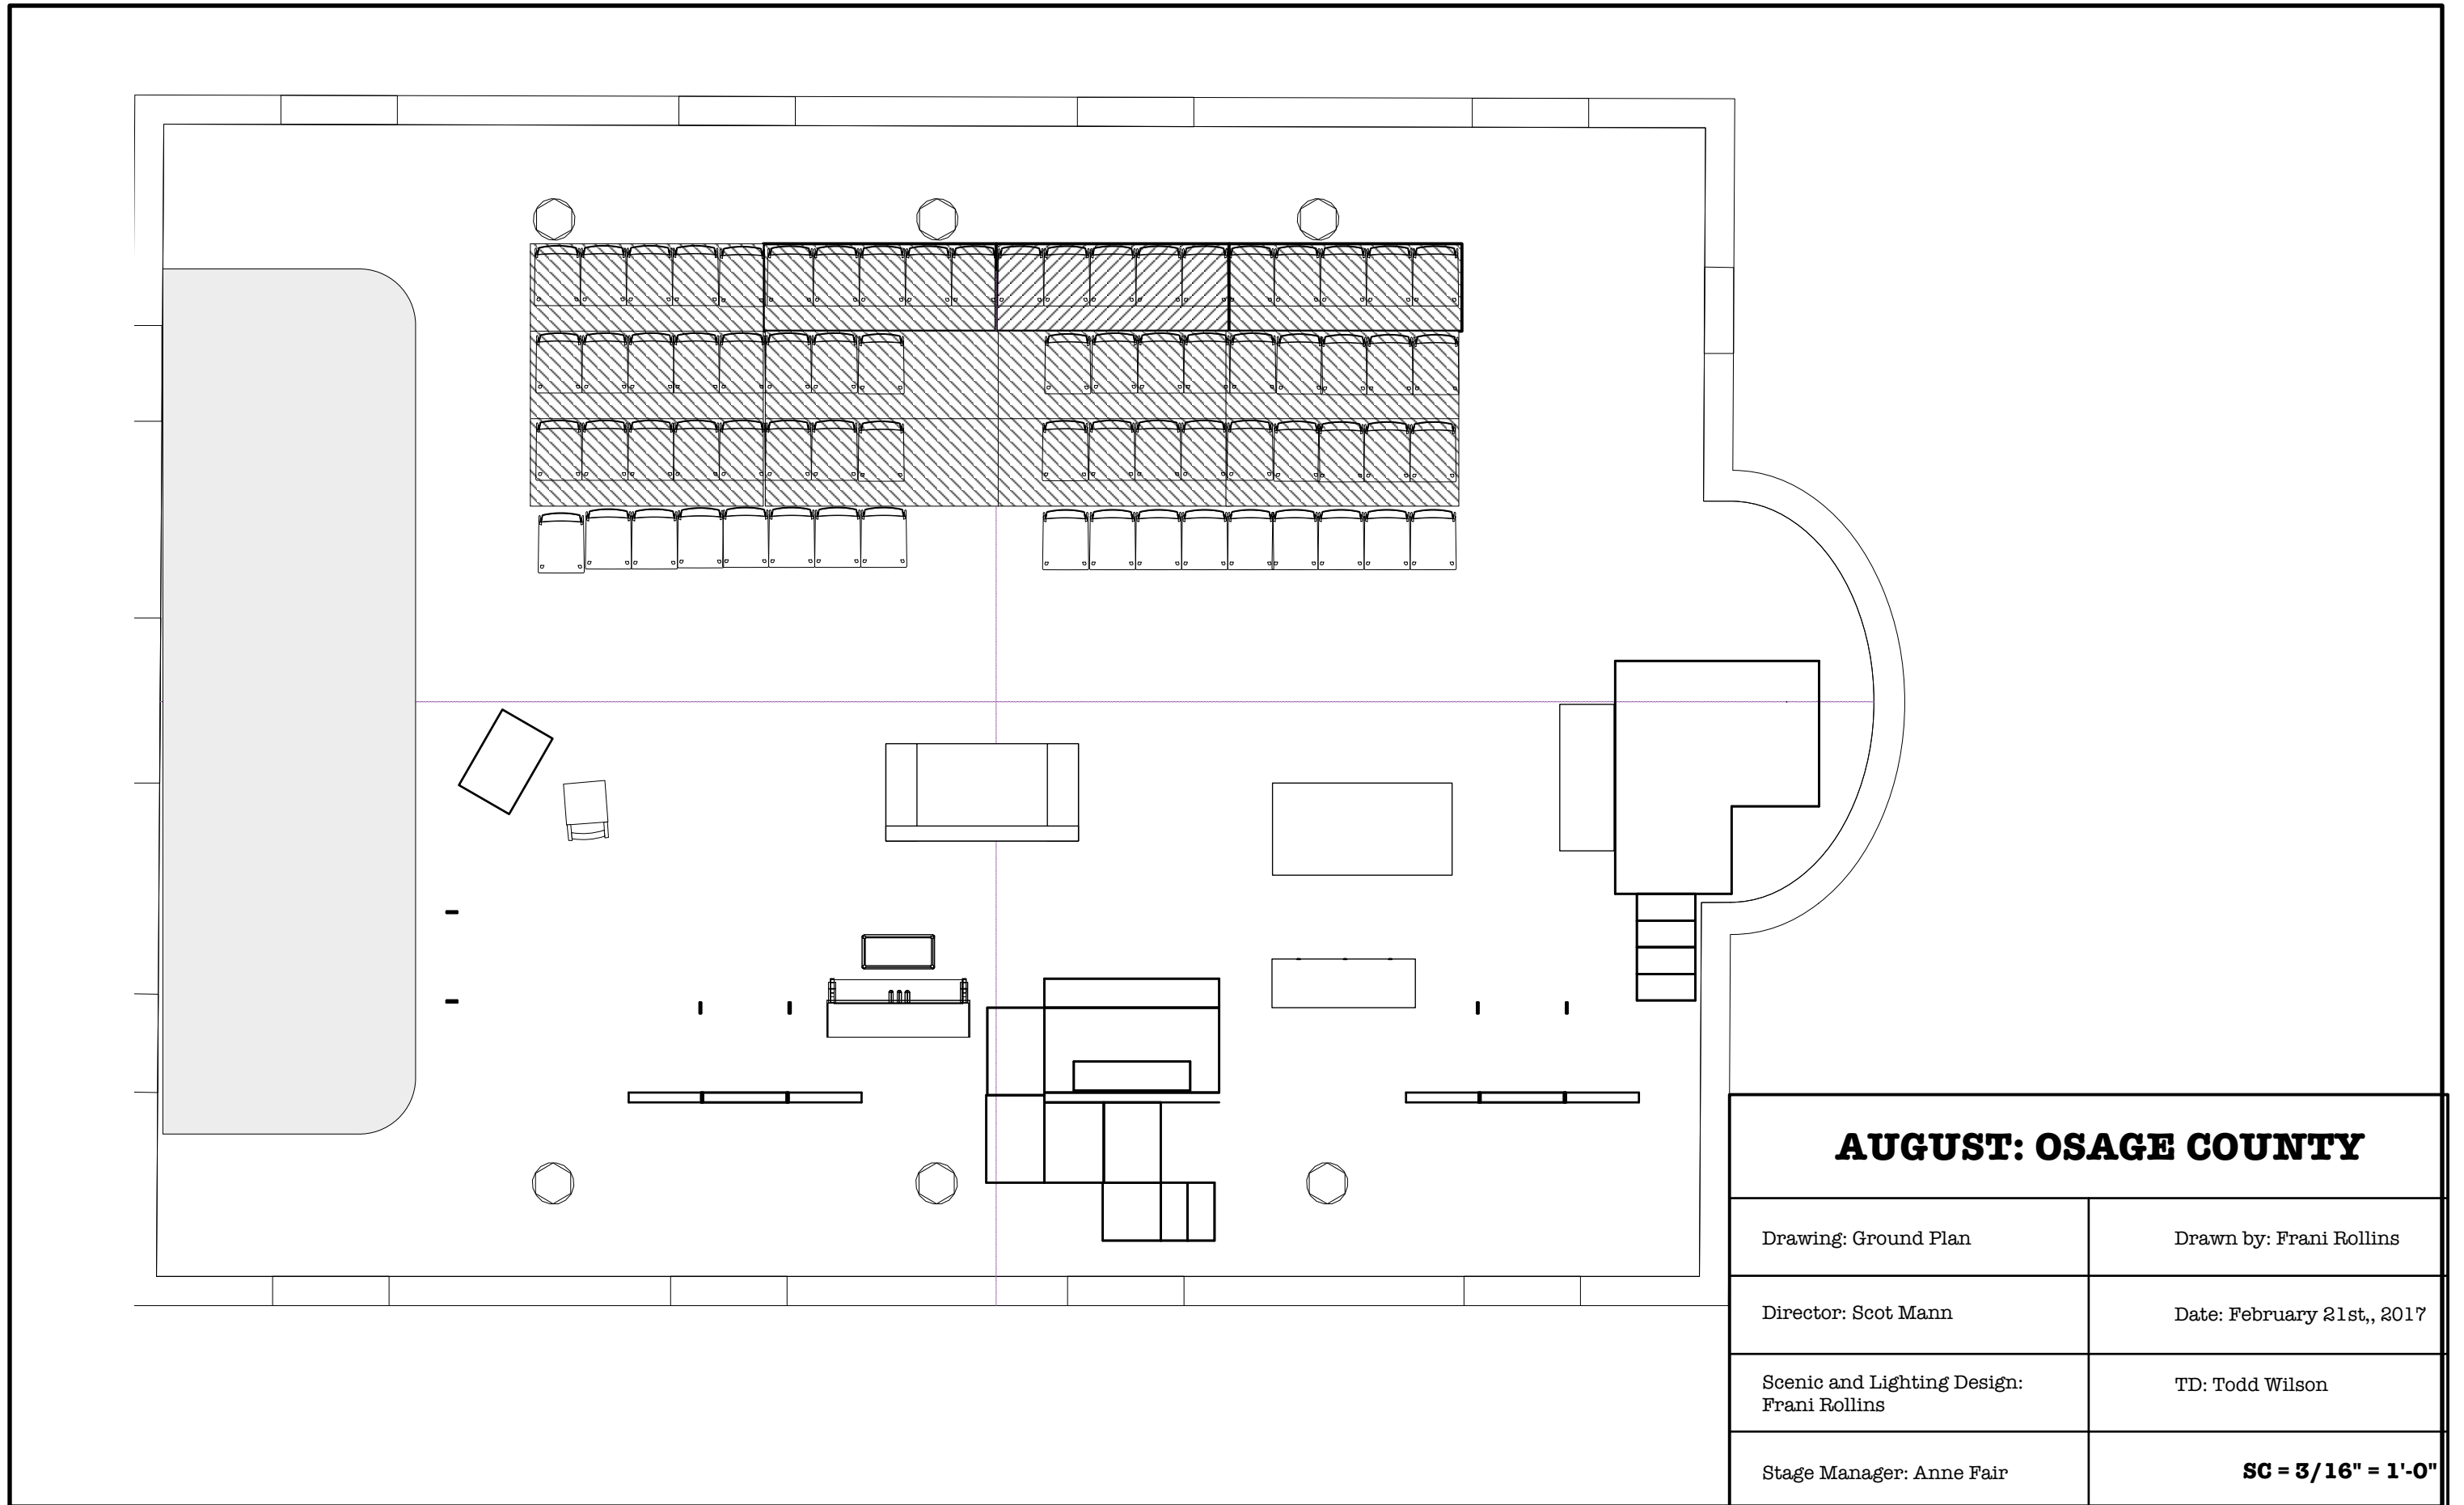 AUGUST: OSAGE COUNTY
Drawing: Ground Plan
Drawn by: Frani Rollins
Director: Scot Mann
Date: February 21st,, 2017
Scenic and Lighting Design:
Frani Rollins
TD: Todd Wilson
Stage Manager: Anne Fair
SC = 3/16" = 1'-0"